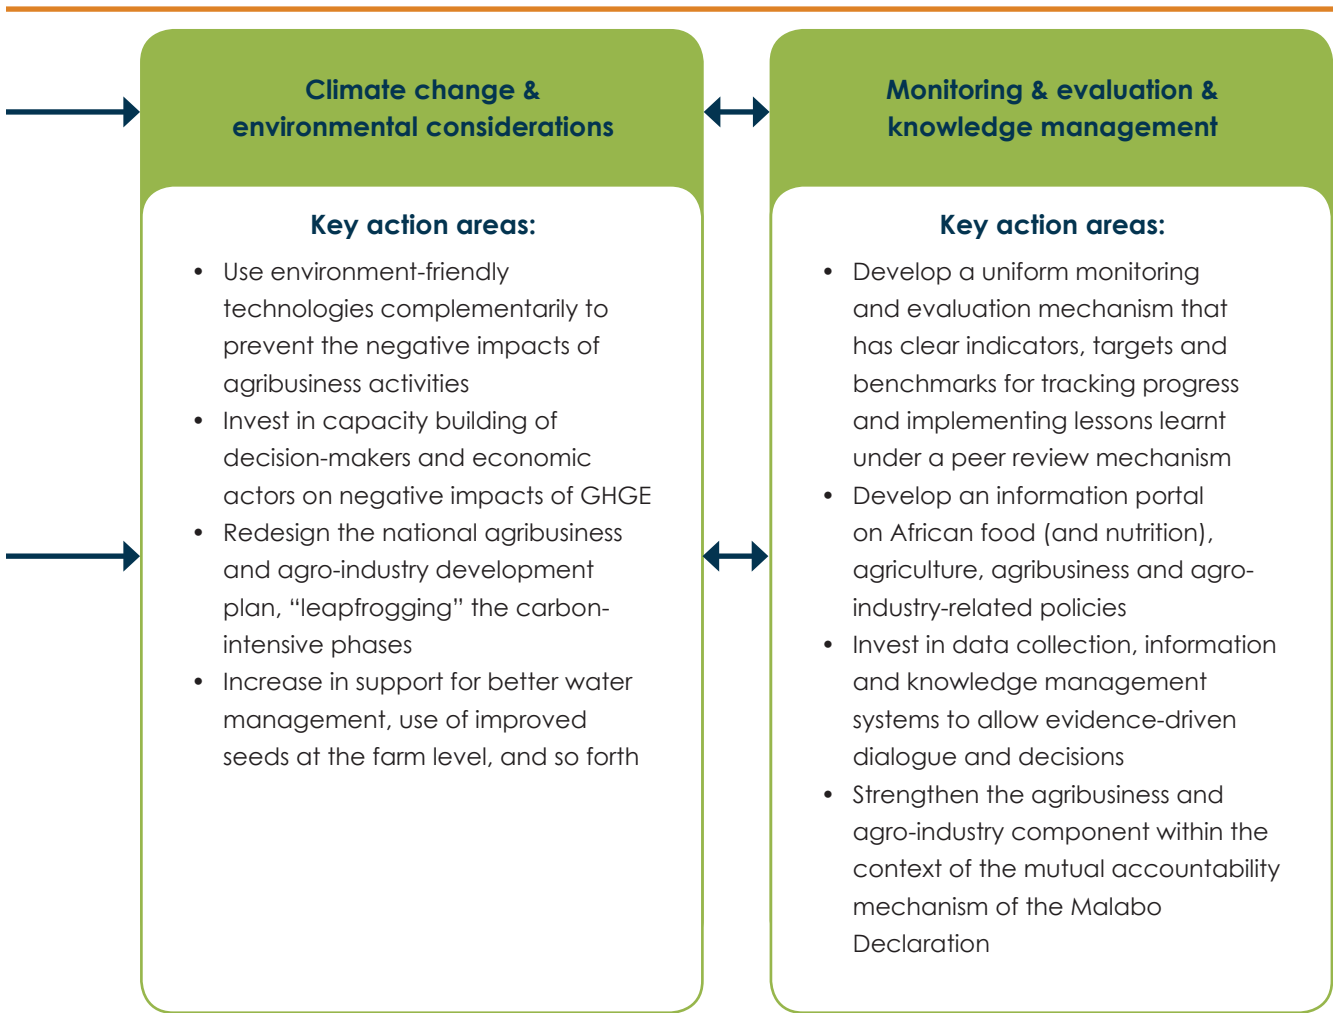 Climate change &
environmental considerations
Key action areas:
• Use environment-friendly
technologies complementarily to
prevent the negative impacts of
agribusiness activities
• Invest in capacity building of
decision-makers and economic
actors on negative impacts of GHGE
• Redesign the national agribusiness
and agro-industry development
plan, “leapfrogging” the carbon-
intensive phases
• Increase in support for better water
management, use of improved
seeds at the farm level, and so forth
Monitoring & evaluation &
knowledge management
Key action areas:
• Develop a uniform monitoring
and evaluation mechanism that
has clear indicators, targets and
benchmarks for tracking progress
and implementing lessons learnt
under a peer review mechanism
• Develop an information portal
on African food (and nutrition),
agriculture, agribusiness and agro-
industry-related policies
• Invest in data collection, information
and knowledge management
systems to allow evidence-driven
dialogue and decisions
• Strengthen the agribusiness and
agro-industry component within the
context of the mutual accountability
mechanism of the Malabo
Declaration